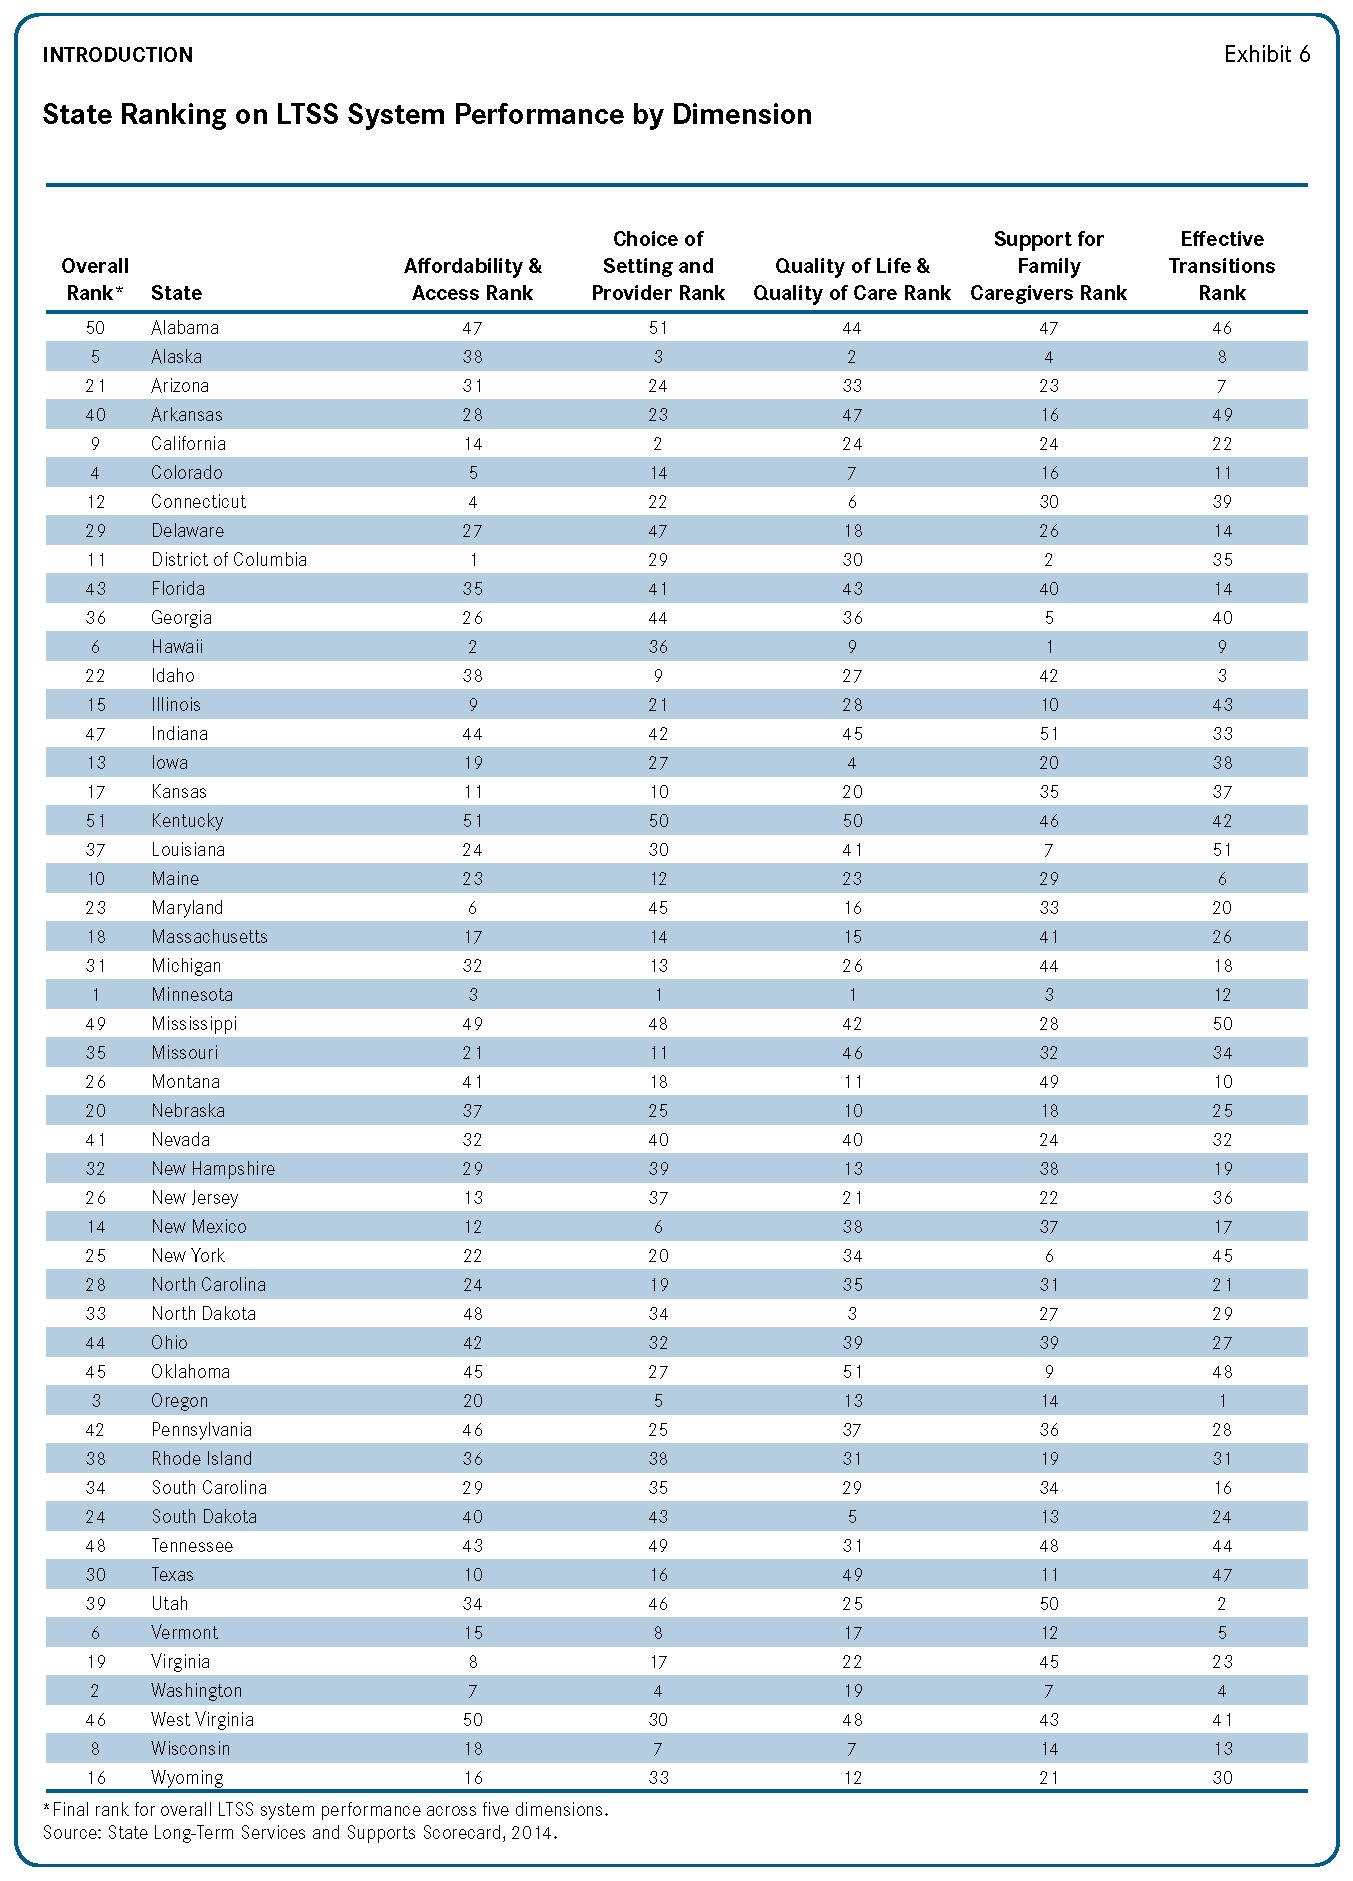 INTRODUCTION Exhibit 6
State Ranking on LTSS System Performance by Dimension
Choice of Support for Effective
Overall Affordability & Setting and Quality of Life & Family Transitions
Rank* State Access Rank Provider Rank Quality of Care Rank Caregivers Rank Rank
50 Alabama 47 51 44 47 46
5 Alaska 38 3 2 4 8
21 Arizona 31 24 33 23 7
40 Arkansas 28 23 47 16 49
9 California 14 2 24 24 22
4 Colorado 5 14 7 16 11
12 Connecticut 4 22 6 30 39
29 Delaware 27 47 18 26 14
11 District of Columbia 1 29 30 2 35
43 Florida 35 41 43 40 14
36 Georgia 26 44 36 5 40
6 Hawaii 2 36 9 1 9
22 Idaho 38 9 27 42 3
15 Illinois 9 21 28 10 43
47 Indiana 44 42 45 51 33
13 Iowa 19 27 4 20 38
17 Kansas 11 10 20 35 37
51 Kentucky 51 50 50 46 42
37 Louisiana 24 30 41 7 51
10 Maine 23 12 23 29 6
23 Maryland 6 45 16 33 20
18 Massachusetts 17 14 15 41 26
31 Michigan 32 13 26 44 18
1 Minnesota 3 1 1 3 12
49 Mississippi 49 48 42 28 50
35 Missouri 21 11 46 32 34
26 Montana 41 18 11 49 10
20 Nebraska 37 25 10 18 25
41 Nevada 32 40 40 24 32
32 New Hampshire 29 39 13 38 19
26 New Jersey 13 37 21 22 36
14 New Mexico 12 6 38 37 17
25 New York 22 20 34 6 45
28 North Carolina 24 19 35 31 21
33 North Dakota 48 34 3 27 29
44 Ohio 42 32 39 39 27
45 Oklahoma 45 27 51 9 48
3 Oregon 20 5 13 14 1
42 Pennsylvania 46 25 37 36 28
38 Rhode Island 36 38 31 19 31
34 South Carolina 29 35 29 34 16
24 South Dakota 40 43 5 13 24
48 Tennessee 43 49 31 48 44
30 Texas 10 16 49 11 47
39 Utah 34 46 25 50 2
6 Vermont 15 8 17 12 5
19 Virginia 8 17 22 45 23
2 Washington 7 4 19 7 4
46 West Virginia 50 30 48 43 41
8 Wisconsin 18 7 7 14 13
16 Wyoming 16 33 12 21 30
*Final rank for overall LTSS system performance across five dimensions.
Source: State Long-Term Services and Supports Scorecard, 2014.